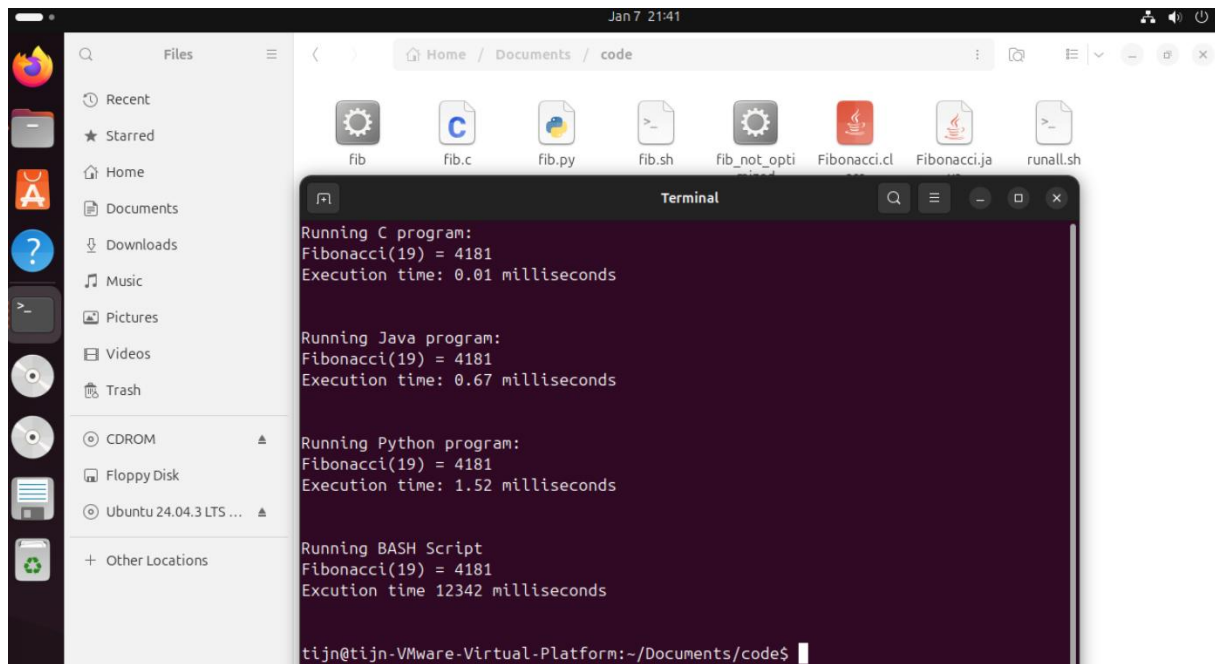 Jan 7 21:41
Files
Home / Documents / code
Recent
Starred
Home
Documents
Downloads
Music
Pictures
Videos
Trash
CDROM
Floppy Disk
Ubuntu 24.04.3 LTS …
+ Other Locations
fib
fib.c
fib.py
fib.sh
fib_not_opti
Fibonacci.cl
Fibonacci.ja
runall.sh
Terminal
Running C program:
Fibonacci(19) = 4181
Execution time: 0.01 milliseconds
Running Java program:
Fibonacci(19) = 4181
Execution time: 0.67 milliseconds
Running Python program:
Fibonacci(19) = 4181
Execution time: 1.52 milliseconds
Running BASH Script
Fibonacci(19) = 4181
Excution time 12342 milliseconds
tijn@tijn-VMware-Virtual-Platform:~/Documents/code$